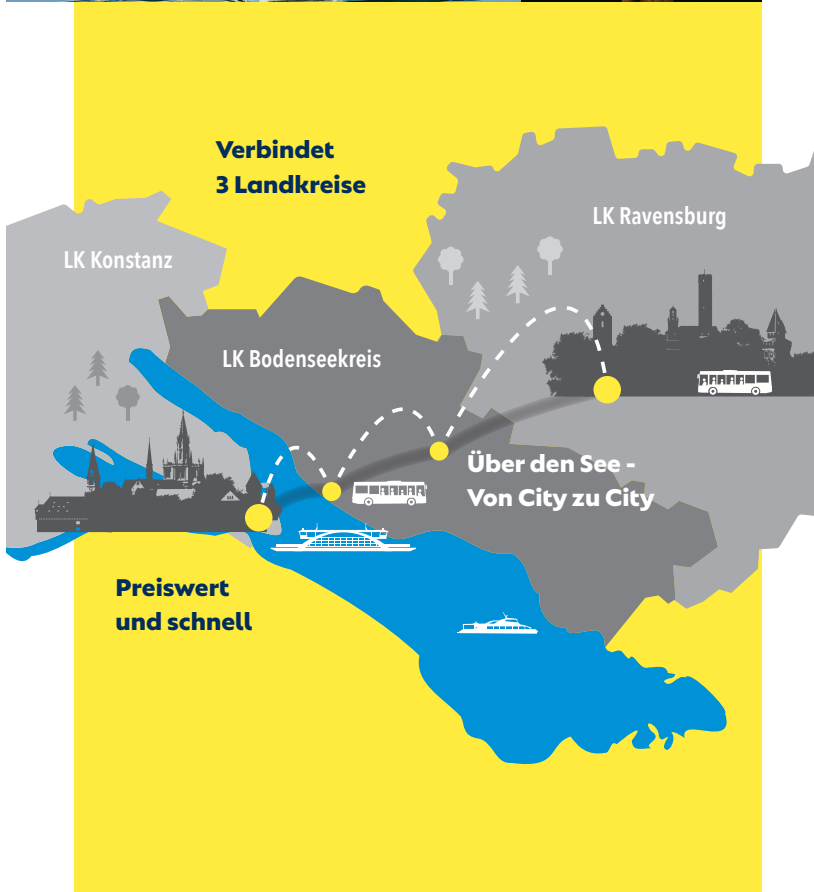 Verbindet
3 Landkreise
LK Ravensburg
LK Konstanz
LK Bodenseekreis
Über den See -
Von City zu City
Preiswert
und schnell